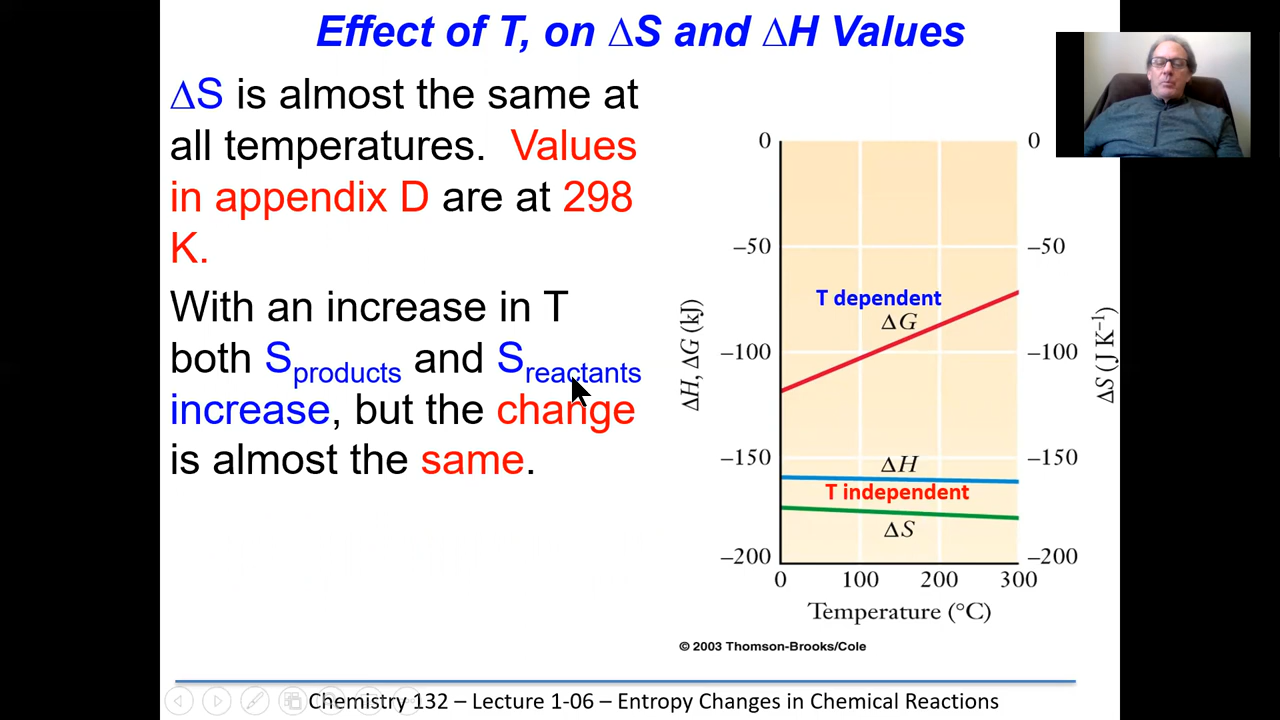 Effect of T, on ΔS and ΔH Values
ΔS is almost the same at
all temperatures. Values
in appendix D are at 298
K.
With an increase in T
both Sproducts and Sreactants
increase, but the change
is almost the same.
0
0
–50
–50
T dependent
ΔG
–100
–100
ΔH, ΔG (kJ)
ΔS (J K–1)
–150
–150
ΔH
T independent
ΔS
–200
–200
0 100 200 300
Temperature (°C)
© 2003 Thomson-Brooks/Cole
Chemistry 132 – Lecture 1-06 – Entropy Changes in Chemical Reactions